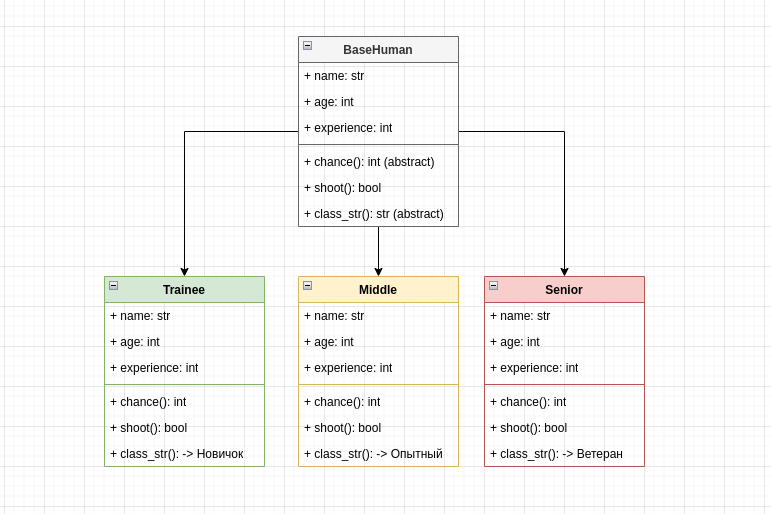 BaseHuman
+ name: str
+ age: int
+ experience: int
+ chance(): int (abstract)
+ shoot(): bool
+ class_str(): str (abstract)
Trainee
+ name: str
+ age: int
+ experience: int
+ chance(): int
+ shoot(): bool
+ class_str(): -> Новичок
Middle
+ name: str
+ age: int
+ experience: int
+ chance(): int
+ shoot(): bool
+ class_str(): -> Опытный
Senior
+ name: str
+ age: int
+ experience: int
+ chance(): int
+ shoot(): bool
+ class_str(): -> Ветеран